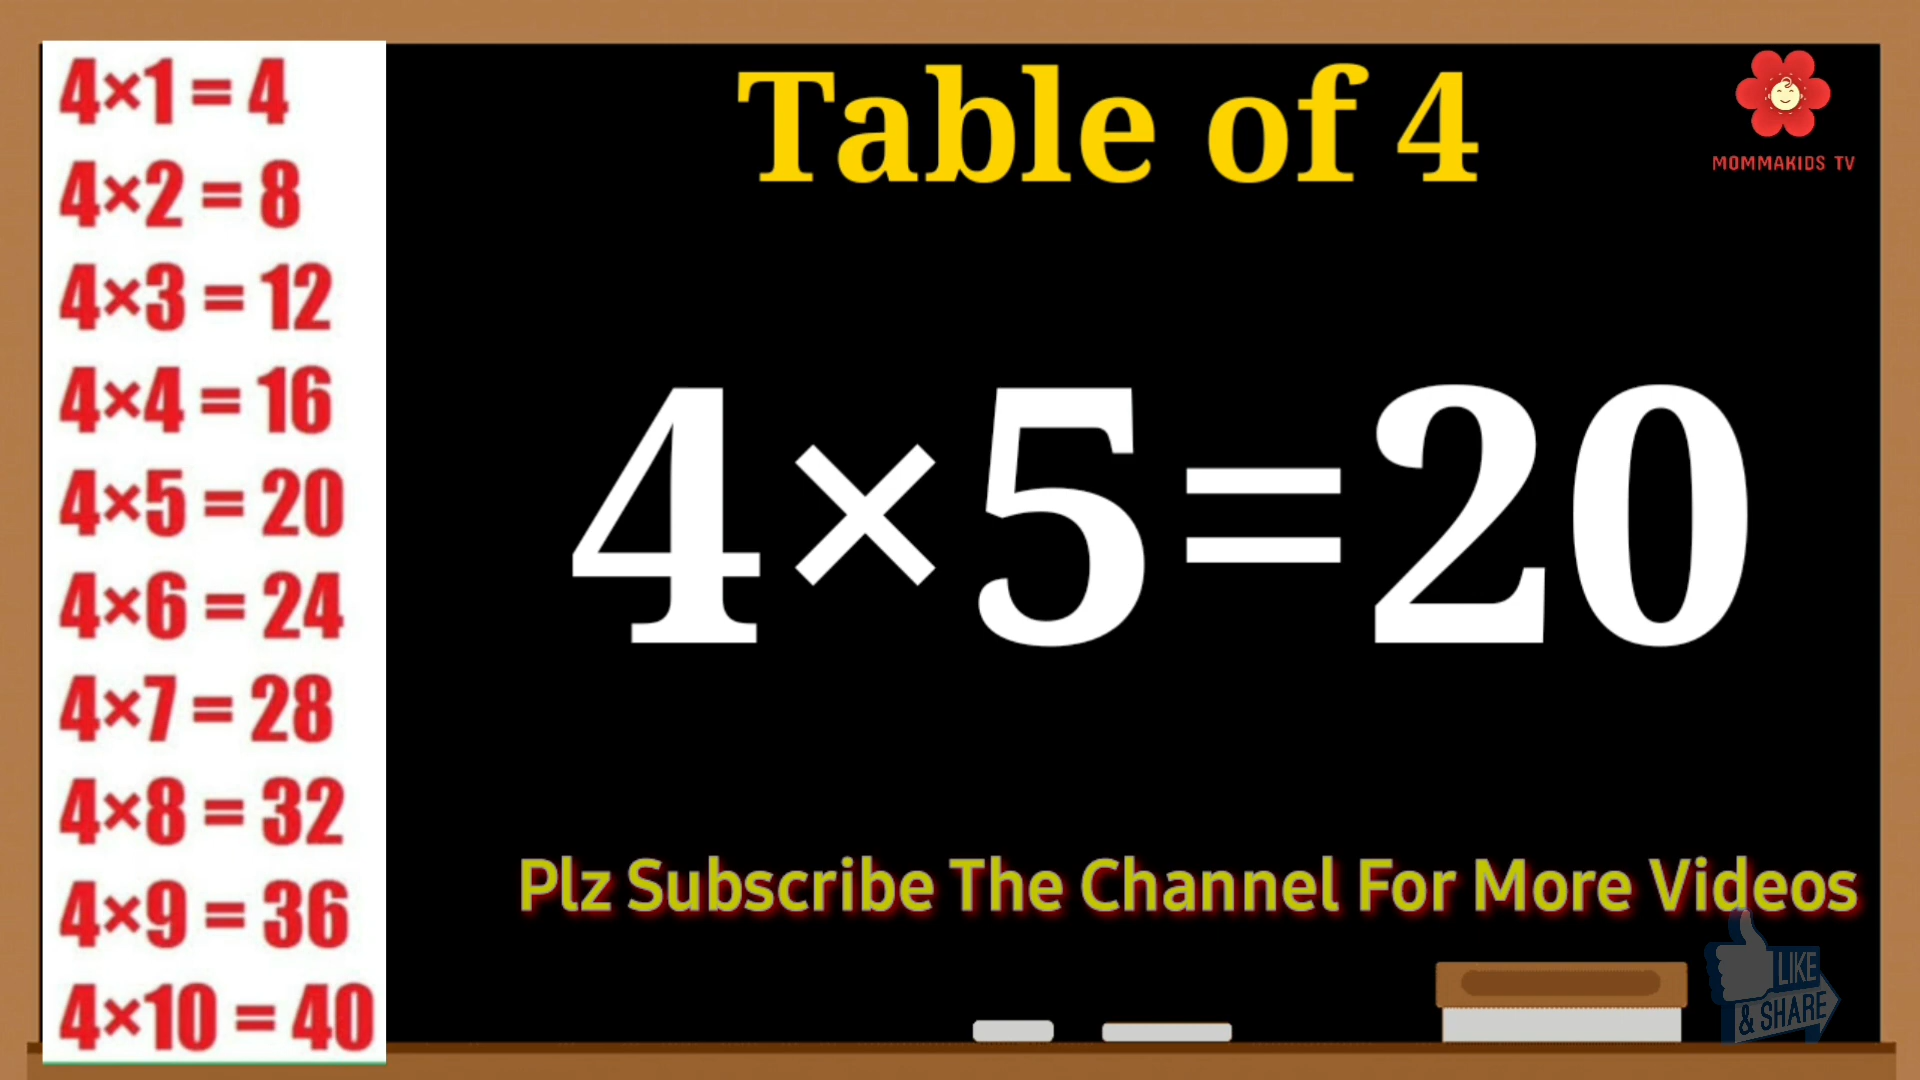 4×1 = 4
4×2 = 8
4×3 = 12
4×4 = 16
4×5 = 20
4×6 = 24
4×7 = 28
4×8 = 32
4×9 = 36
4×10 = 40
Table of 4
MOMMAKIDS TV
4×5=20
Plz Subscribe The Channel For More Videos
LIKE
& SHARE